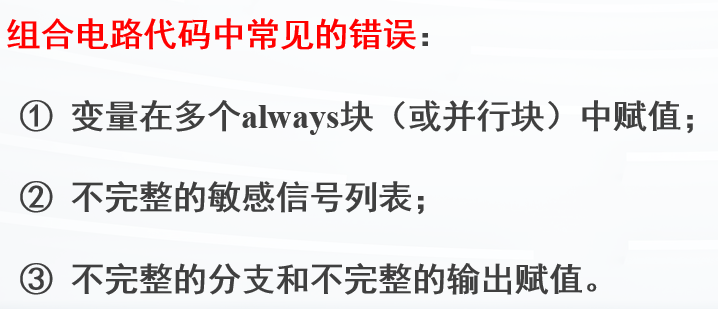 组合电路代码中常见的错误：
① 变量在多个always块（或并行块）中赋值；
② 不完整的敏感信号列表；
③ 不完整的分支和不完整的输出赋值。